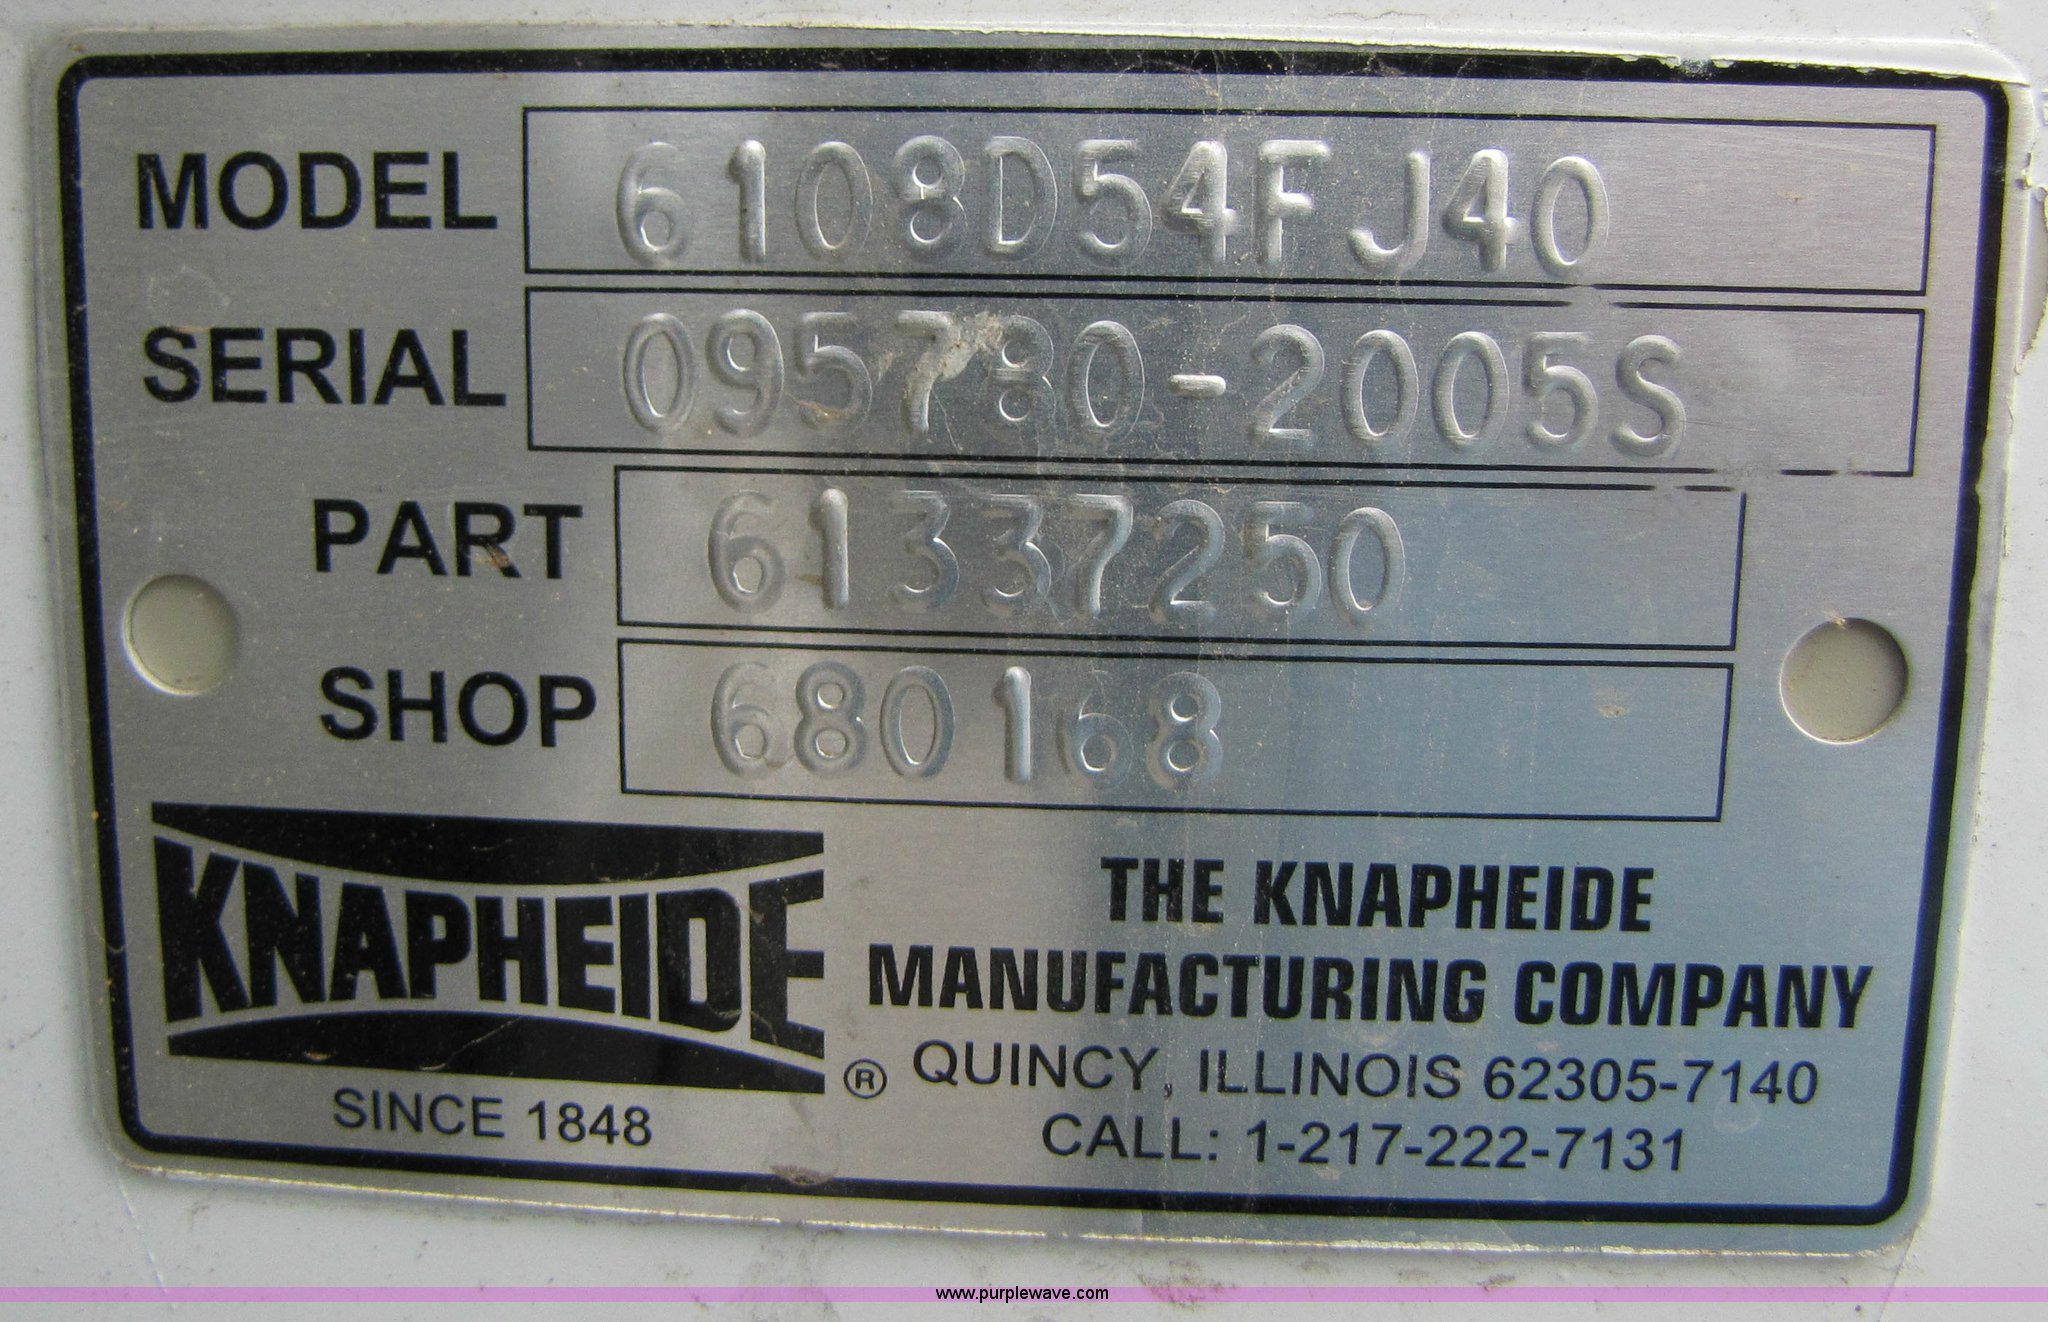 MODEL 6108D54FJ40
SERIAL 095780-2005S
PART 61337250
SHOP 680168
KNAPHEIDE ®
SINCE 1848
THE KNAPHEIDE
MANUFACTURING COMPANY
QUINCY, ILLINOIS 62305-7140
CALL: 1-217-222-7131
www.purplewave.com